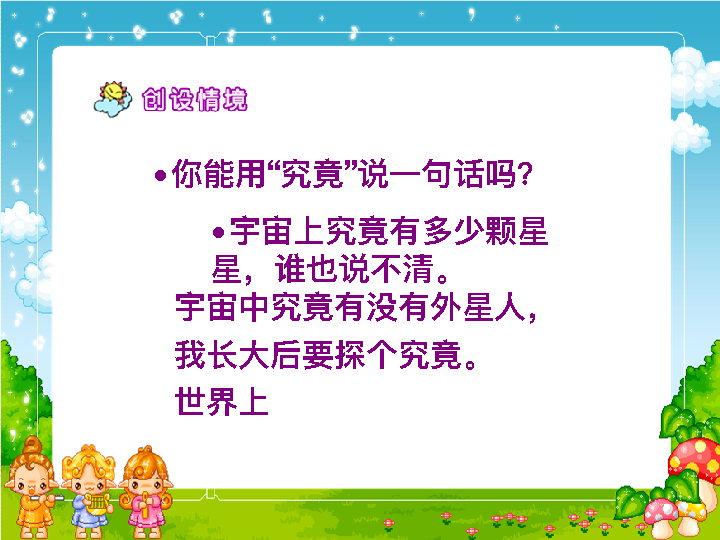 创设情境
•你能用“究竟”说一句话吗?
•宇宙上究竟有多少颗星
星，谁也说不清。
宇宙中究竟有没有外星人，
我长大后要探个究竟。
世界上